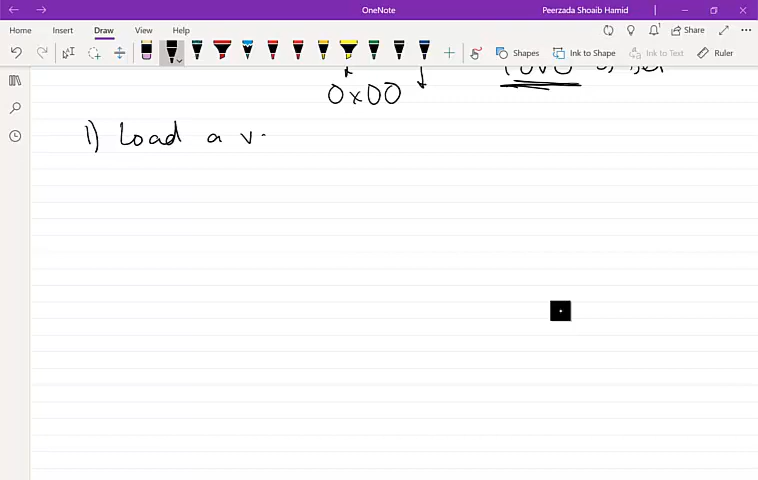 OneNote
Peerzada Shoaib Hamid
Home Insert Draw View Help Share
Shapes Ink to Shape Ink to Text Ruler
0x00
1) Load a v